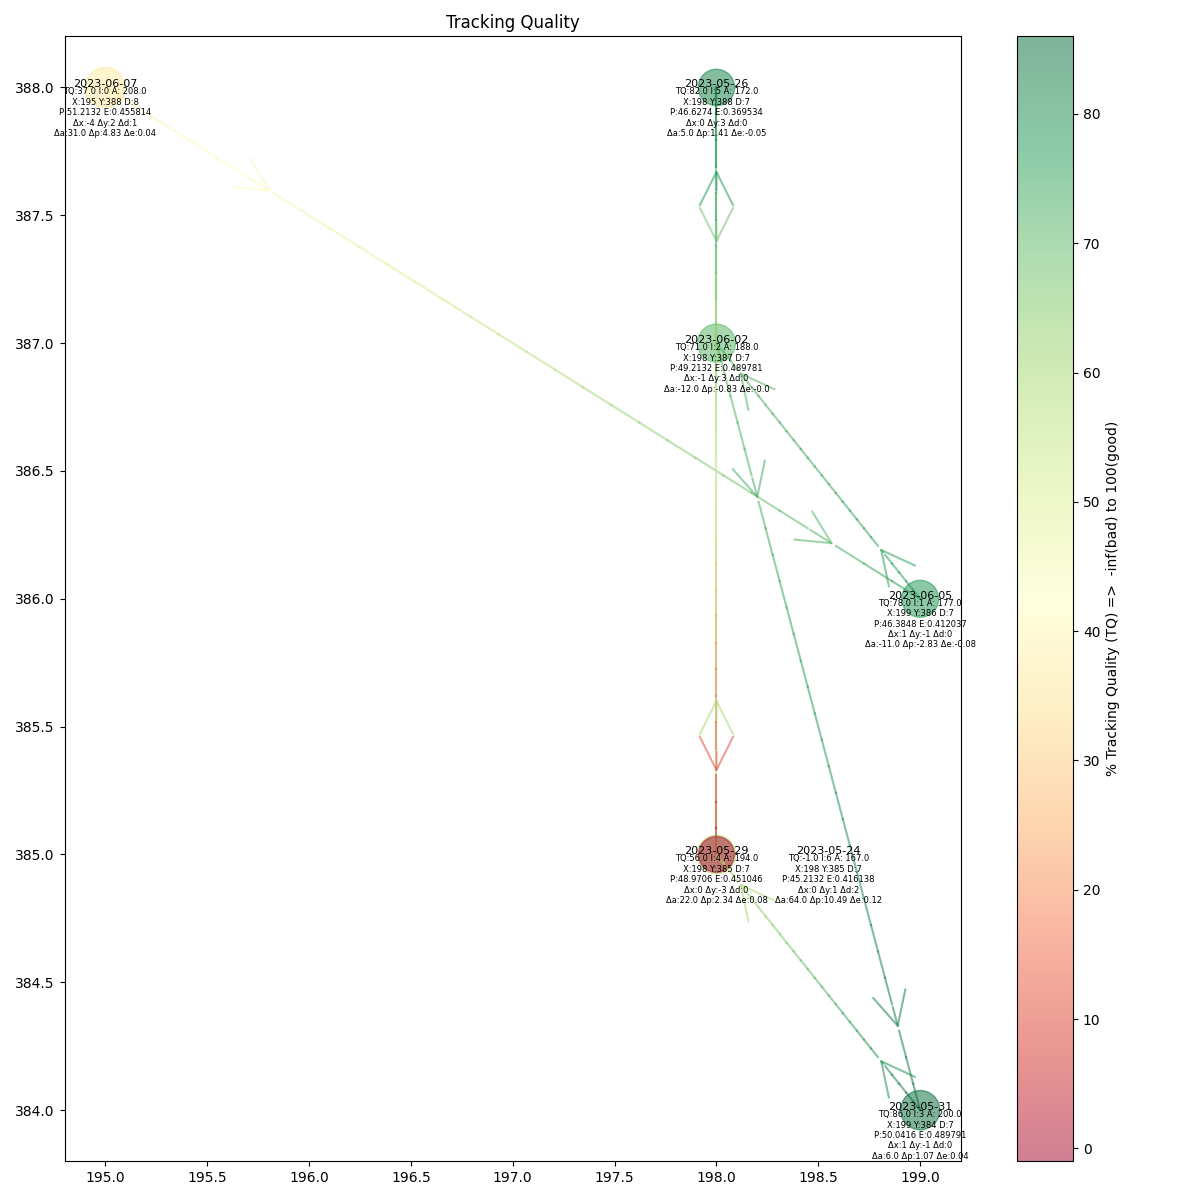 Tracking Quality
388.0
387.5
387.0
386.5
386.0
385.5
385.0
384.5
384.0
2023-06-07
TQ:37.0 I:0 A: 208.0
X:195 Y:388 D:8
P:51.2132 E:0.455814
Δx:-4 Δy:2 Δd:1
Δa:31.0 Δp:4.83 Δe:0.04
2023-05-26
TQ:82.0 I:5 A: 172.0
X:198 Y:388 D:7
P:46.6274 E:0.369534
Δx:0 Δy:3 Δd:0
Δa:5.0 Δp:1.41 Δe:-0.05
2023-06-02
TQ:71.0 I:2 A: 188.0
X:198 Y:387 D:7
P:49.2132 E:0.489781
Δx:-1 Δy:3 Δd:0
Δa:-12.0 Δp:-0.83 Δe:-0.0
2023-06-05
TQ:78.0 I:1 A: 177.0
X:199 Y:386 D:7
P:46.3848 E:0.412037
Δx:1 Δy:-1 Δd:0
Δa:-11.0 Δp:-2.83 Δe:-0.08
2023-05-29
TQ:56.0 I:4 A: 194.0
X:198 Y:385 D:7
P:48.9706 E:0.451046
Δx:0 Δy:-3 Δd:0
Δa:22.0 Δp:2.34 Δe:0.08
2023-05-24
TQ:-1.0 I:6 A: 167.0
X:198 Y:385 D:7
P:45.2132 E:0.416138
Δx:0 Δy:1 Δd:2
Δa:64.0 Δp:10.49 Δe:0.12
2023-05-31
TQ:86.0 I:3 A: 200.0
X:199 Y:384 D:7
P:50.0416 E:0.489791
Δx:1 Δy:-1 Δd:0
Δa:6.0 Δp:1.07 Δe:0.04
195.0 195.5 196.0 196.5 197.0 197.5 198.0 198.5 199.0
80
70
60
50
40
30
20
10
0
% Tracking Quality (TQ) => -inf(bad) to 100(good)